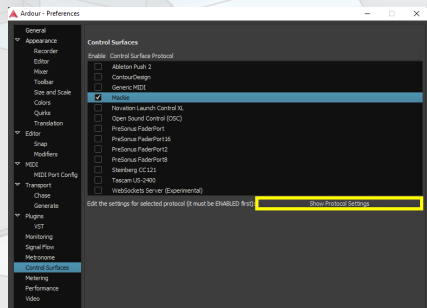 Ardour - Preferences
General
Appearance
Recorder
Editor
Mixer
Toolbar
Size and Scale
Colors
Quirks
Translation
Editor
Snap
Modifiers
MIDI
MIDI Port Config
Transport
Chase
Generate
Plugins
VST
Monitoring
Signal Flow
Metronome
Control Surfaces
Metering
Performance
Video
Control Surfaces
Enable Control Surface Protocol
Ableton Push 2
ContourDesign
Generic MIDI
Mackie
Novation Launch Control XL
Open Sound Control (OSC)
PreSonus FaderPort
PreSonus FaderPort16
PreSonus FaderPort2
PreSonus FaderPort8
Steinberg CC121
Tascam US-2400
WebSockets Server (Experimental)
Edit the settings for selected protocol (it must be ENABLED first): Show Protocol Settings